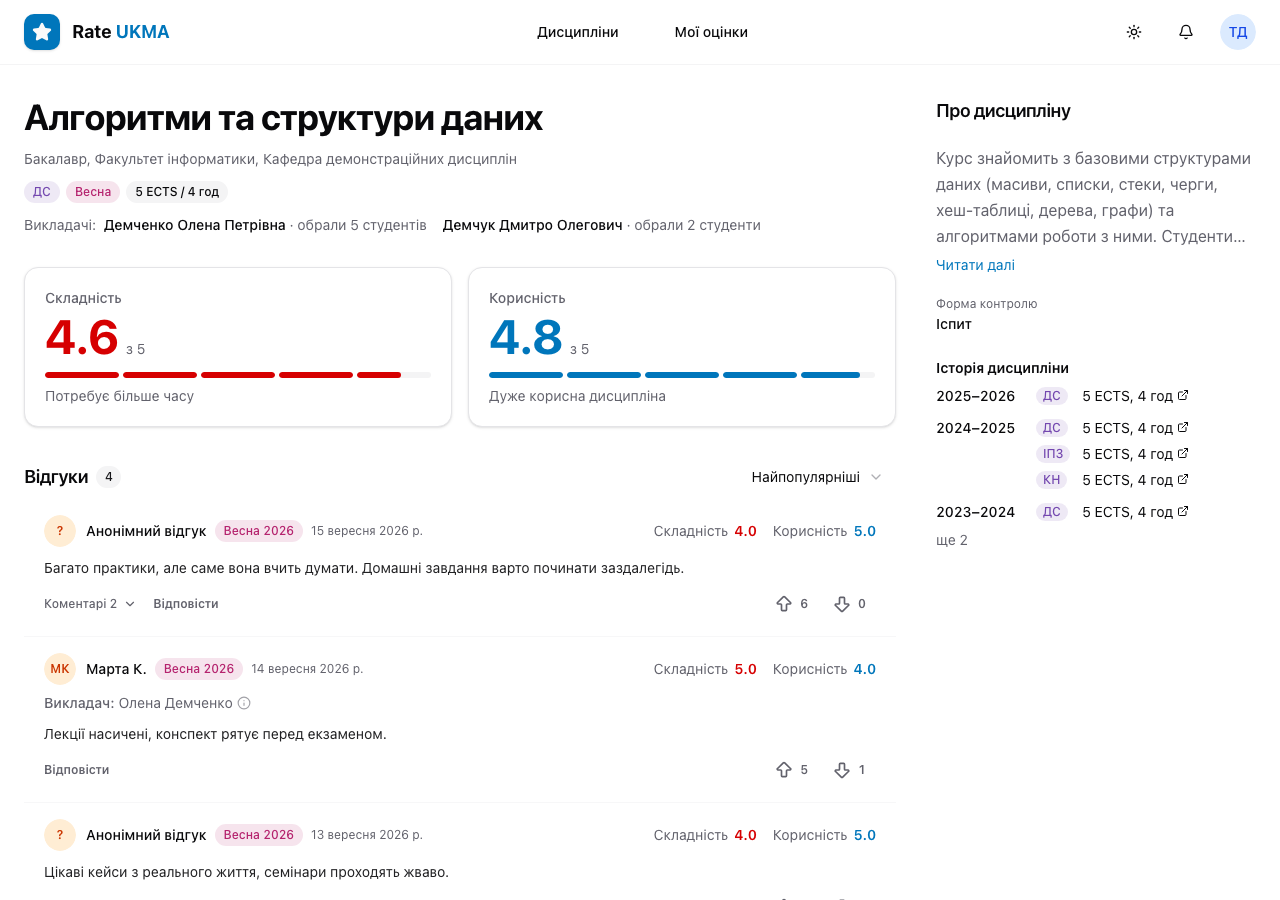 Rate UKMA
Дисципліни
Мої оцінки
ТД
Алгоритми та структури даних
Бакалавр, Факультет інформатики, Кафедра демонстраційних дисциплін
ДС Весна 5 ECTS / 4 год
Викладачі: Демченко Олена Петрівна · обрали 5 студентів Демчук Дмитро Олегович · обрали 2 студенти
Складність
4.6 з 5
Потребує більше часу
Корисність
4.8 з 5
Дуже корисна дисципліна
Відгуки 4
Найпопулярніші
? Анонімний відгук Весна 2026 15 вересня 2026 р. Складність 4.0 Корисність 5.0
Багато практики, але саме вона вчить думати. Домашні завдання варто починати заздалегідь.
Коментарі 2 Відповісти 6 0
МК Марта К. Весна 2026 14 вересня 2026 р. Складність 5.0 Корисність 4.0
Викладач: Олена Демченко
Лекції насичені, конспект рятує перед екзаменом.
Відповісти 5 1
? Анонімний відгук Весна 2026 13 вересня 2026 р. Складність 4.0 Корисність 5.0
Цікаві кейси з реального життя, семінари проходять жваво.
Про дисципліну
Курс знайомить з базовими структурами
даних (масиви, списки, стеки, черги,
хеш-таблиці, дерева, графи) та
алгоритмами роботи з ними. Студенти...
Читати далі
Форма контролю
Іспит
Історія дисципліни
2025–2026 ДС 5 ECTS, 4 год
2024–2025 ДС 5 ECTS, 4 год
ІПЗ 5 ECTS, 4 год
КН 5 ECTS, 4 год
2023–2024 ДС 5 ECTS, 4 год
ще 2